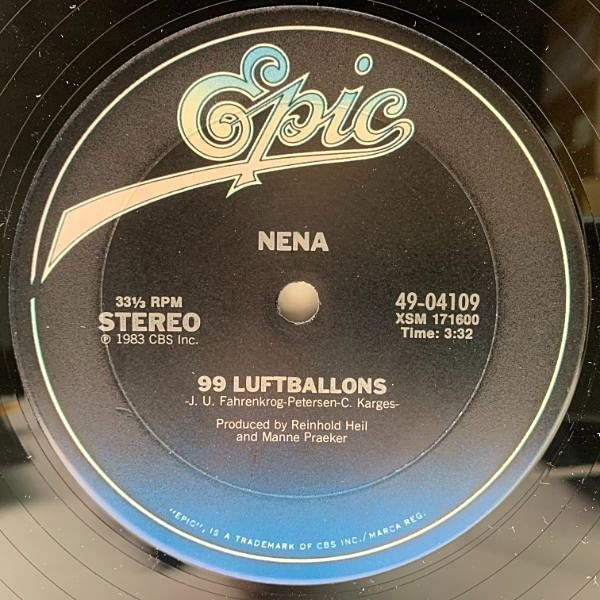 Epic
NENA
33⅓ RPM
STEREO
℗ 1983 CBS Inc.
49-04109
XSM 171600
Time: 3:32
99 LUFTBALLONS
-J. U. Fahrenkrog-Petersen-C. Karges-
Produced by Reinhold Heil
and Manne Praeker
"EPIC", IS A TRADEMARK OF CBS INC./MARCA REG.